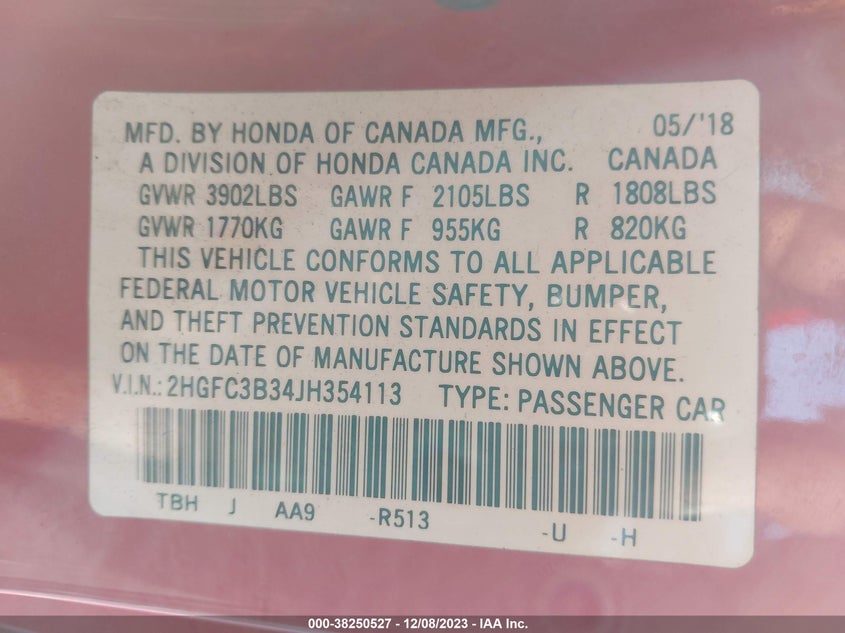 MFD. BY HONDA OF CANADA MFG., 05/'18
A DIVISION OF HONDA CANADA INC. CANADA
GVWR 3902LBS GAWR F 2105LBS R 1808LBS
GVWR 1770KG GAWR F 955KG R 820KG
THIS VEHICLE CONFORMS TO ALL APPLICABLE
FEDERAL MOTOR VEHICLE SAFETY, BUMPER,
AND THEFT PREVENTION STANDARDS IN EFFECT
ON THE DATE OF MANUFACTURE SHOWN ABOVE.
V.I.N.: 2HGFC3B34JH354113 TYPE: PASSENGER CAR
TBH J AA9 -R513 -U -H
000-38250527 - 12/08/2023 - IAA Inc.